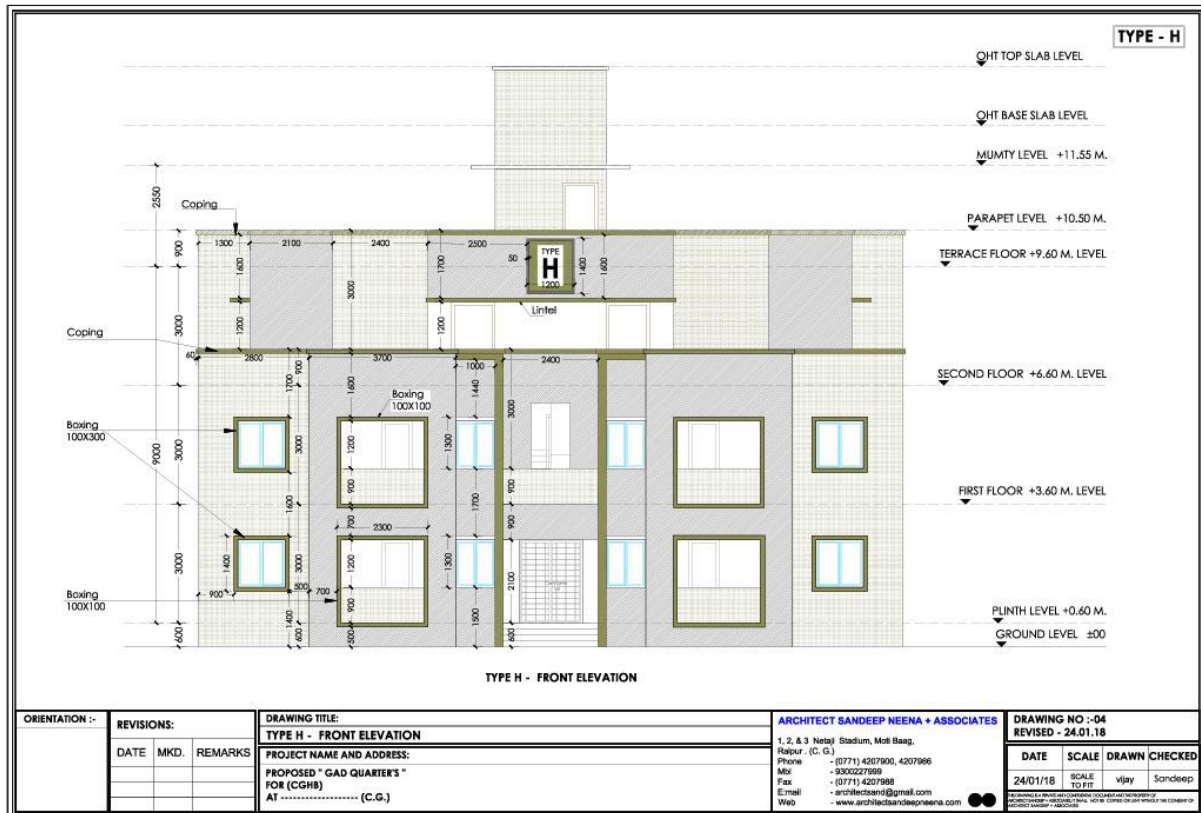 TYPE - H
OHT TOP SLAB LEVEL
OHT BASE SLAB LEVEL
MUMTY LEVEL +11.55 M.
PARAPET LEVEL +10.50 M.
TERRACE FLOOR +9.60 M. LEVEL
SECOND FLOOR +6.60 M. LEVEL
FIRST FLOOR +3.60 M. LEVEL
PLINTH LEVEL +0.60 M.
GROUND LEVEL ±00
2550
900
3000
9000
3000
3000
600
Coping
1300
2100
2400
2500
1600
1200
3000
1700
1200
50
TYPE
H
1200
1400
1600
Lintel
Coping
60
2800
3700
1000
2400
1700
900
1600
1440
3000
Boxing
100X100
Boxing
100X300
3000
1200
1300
900
1600
1700
900
700
2300
900
1400
3000
1200
1300
2100
900
500
700
900
1400
600
500
1500
600
Boxing
100X100
TYPE H - FRONT ELEVATION
ORIENTATION :-
REVISIONS:
DATE MKD. REMARKS
DRAWING TITLE:
TYPE H - FRONT ELEVATION
PROJECT NAME AND ADDRESS:
PROPOSED " GAD QUARTER'S "
FOR (CGHB)
AT ------------------- (C.G.)
ARCHITECT SANDEEP NEENA + ASSOCIATES
1, 2, & 3 Netaji Stadium, Moti Baag,
Raipur . (C. G.)
Phone - (0771) 4207900, 4207966
Mbl - 9300227999
Fax - (0771) 4207988
E:mail - architectsand@gmail.com
Web - www.architectsandeepneena.com
DRAWING NO :-04
REVISED - 24.01.18
DATE SCALE DRAWN CHECKED
24/01/18 SCALE TO FIT vijay Sandeep